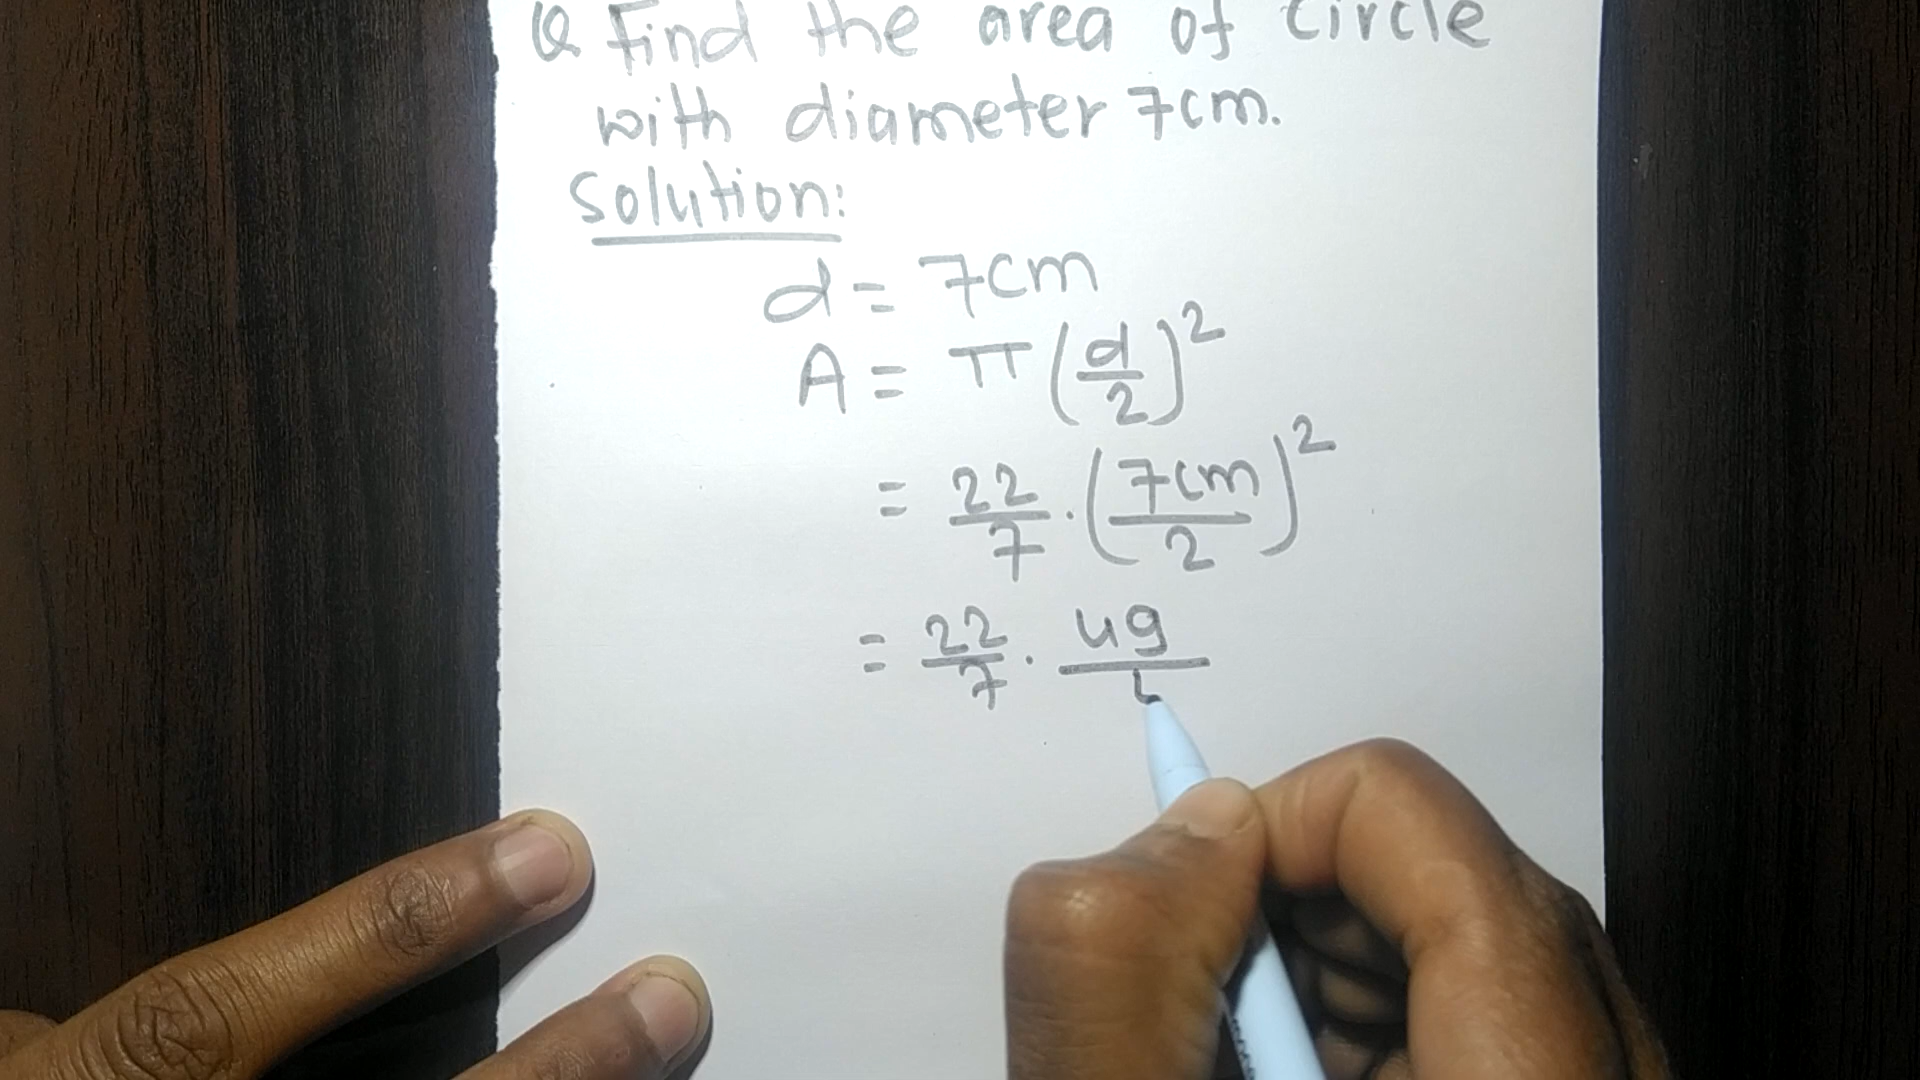 Q Find the area of circle
with diameter 7cm.
Solution:
d = 7cm
A = π(d/2)²
= 22/7 · (7cm/2)²
= 22/7 · 49/